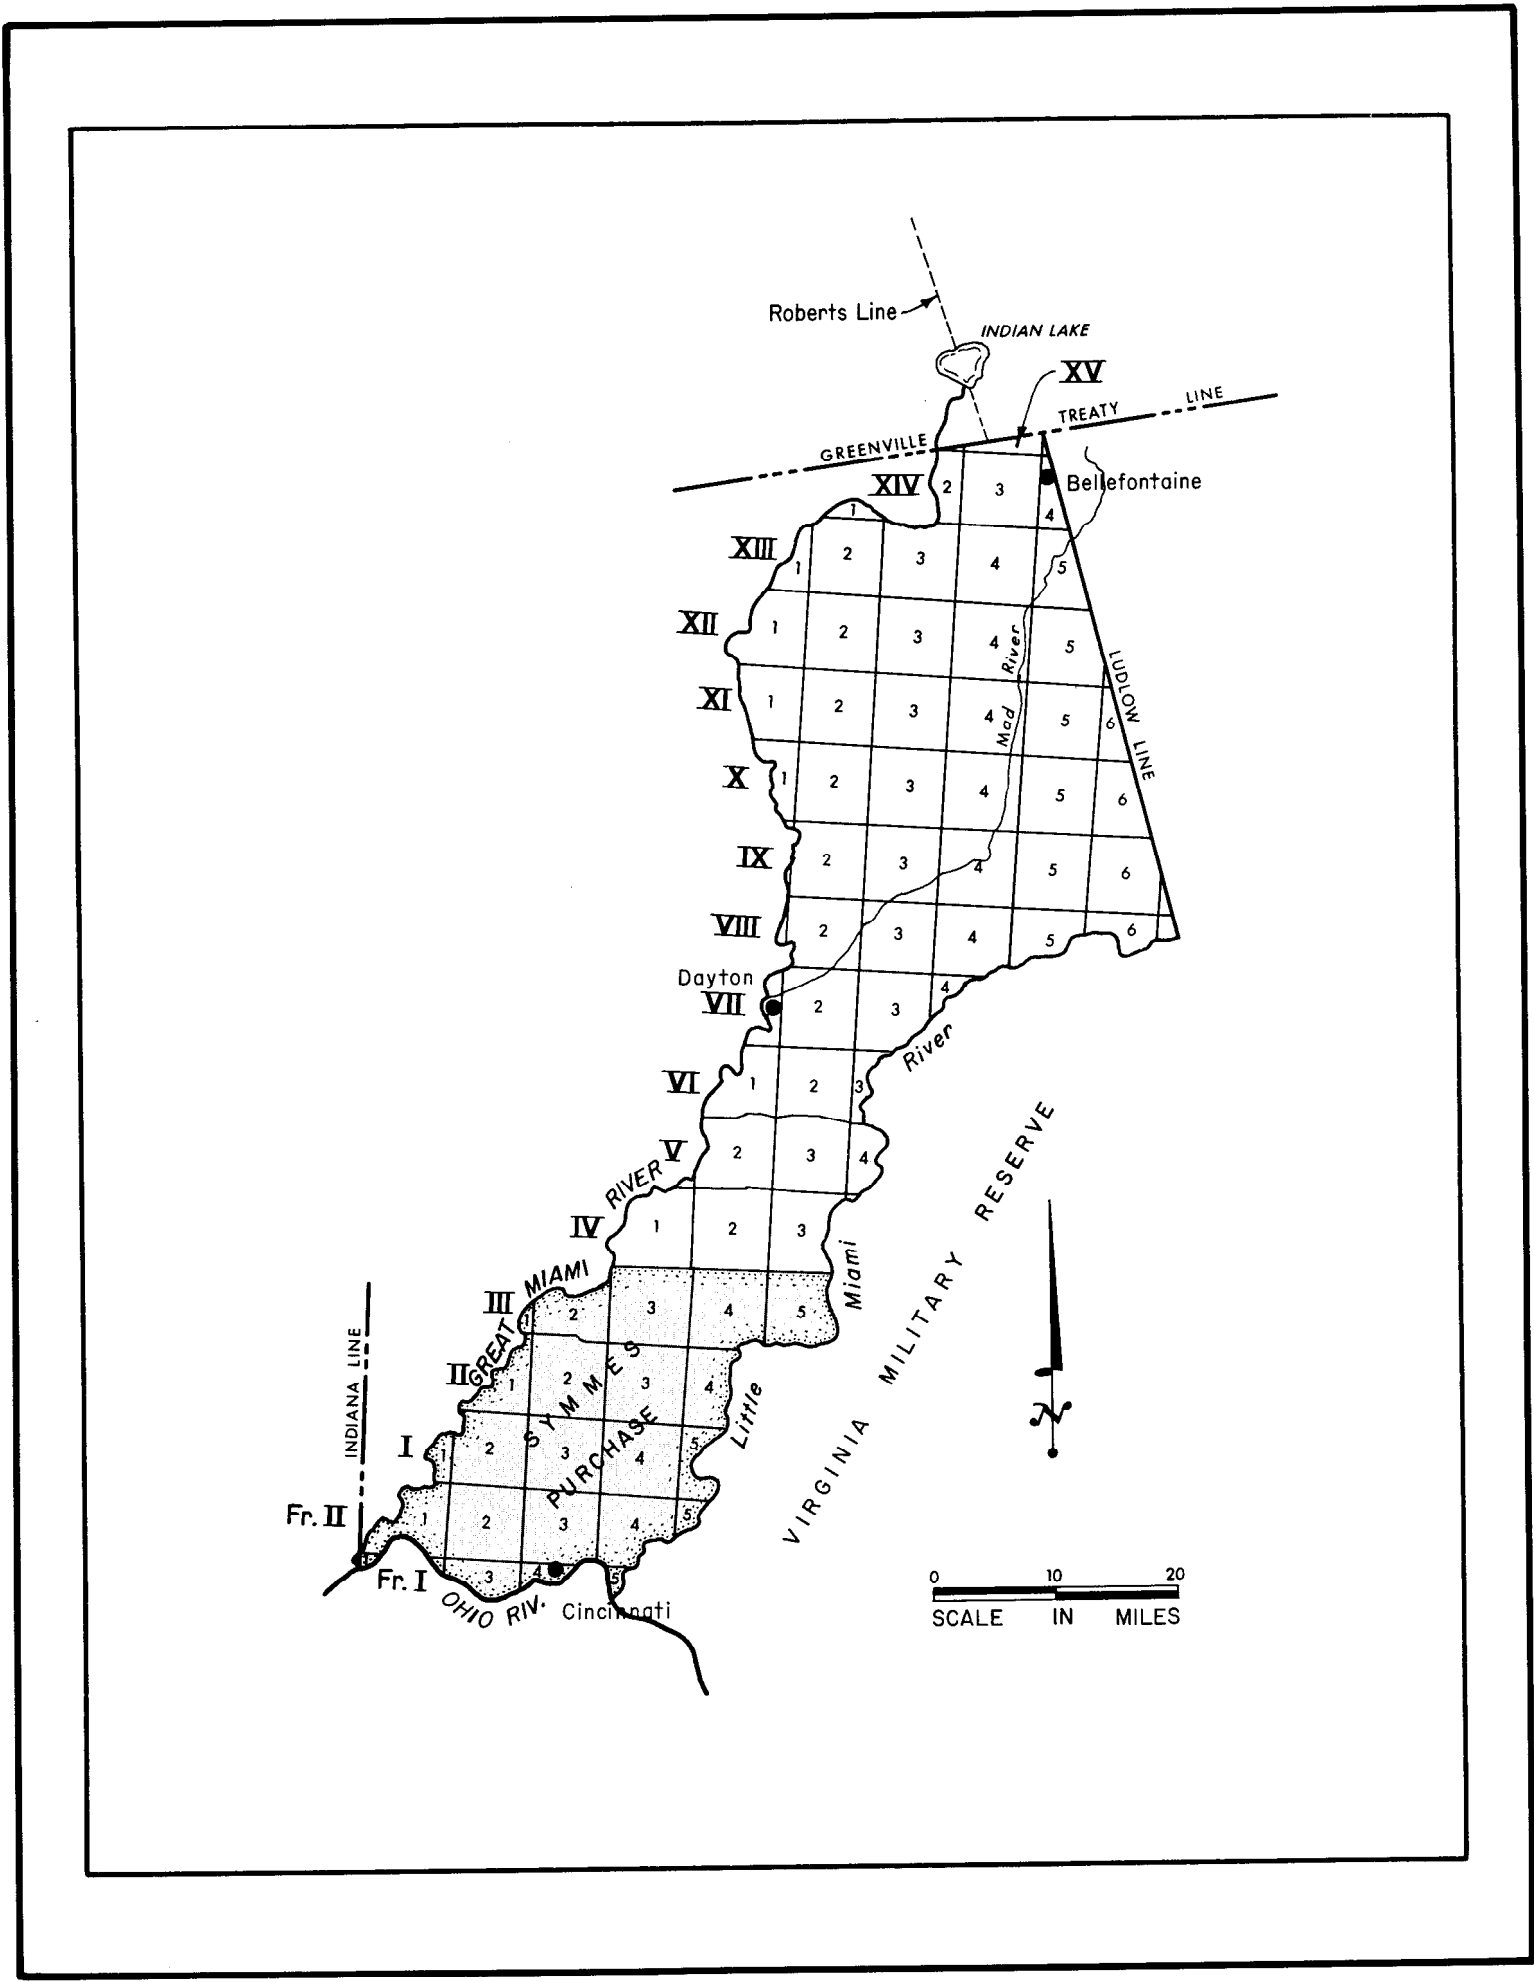 Roberts Line
INDIAN LAKE
XV
GREENVILLE TREATY LINE
XIV 2 3 Bellefontaine
1 4
XIII 1 2 3 4 5
XII 1 2 3 4 5
XI 1 2 3 4 5 6
X 1 2 3 4 5 6
IX 2 3 4 5 6
VIII 2 3 4 5 6
Mad River
LUDLOW LINE
Dayton
VII 2 3 4
VI 1 2 3
V 2 3 4
IV 1 2 3
III 1 2 3 4 5
II 1 2 3 4
I 1 2 3 4 5
Fr. II 1 2 3 4 5
Fr. I 3 4 5
GREAT MIAMI RIVER
Little Miami River
SYMMES
PURCHASE
VIRGINIA MILITARY RESERVE
INDIANA LINE
OHIO RIV.
Cincinnati
N
0 10 20
SCALE IN MILES